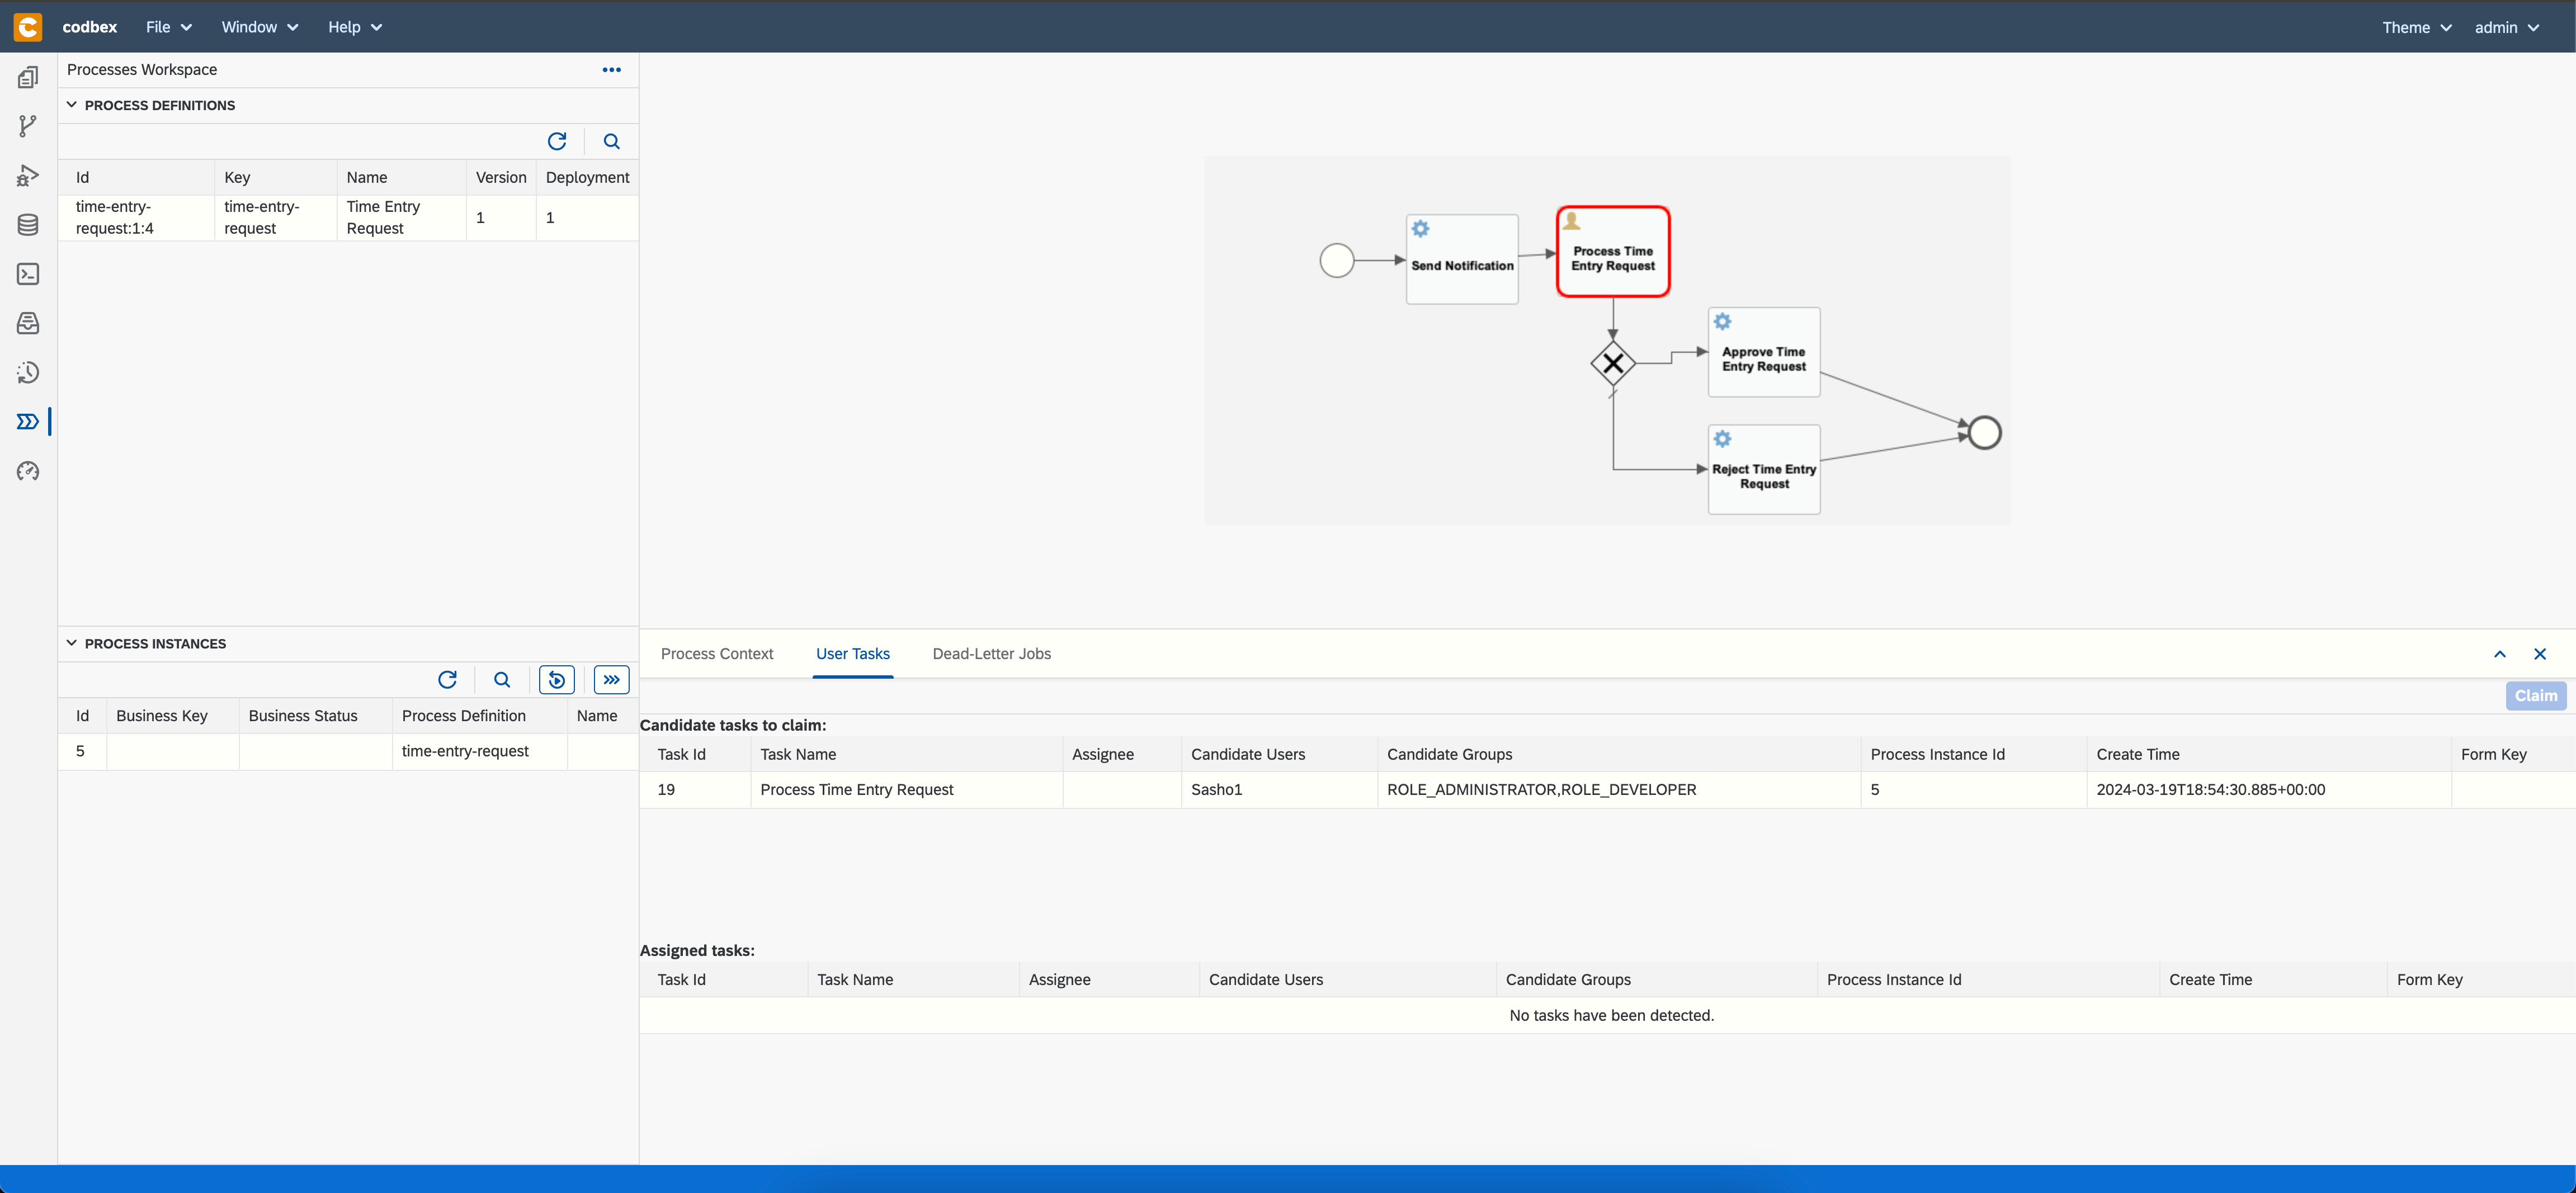 codbex File Window Help Theme admin
Processes Workspace
PROCESS DEFINITIONS
Id Key Name Version Deployment
time-entry-request:1:4 time-entry-request Time Entry Request 1 1
Send Notification
Process Time
Entry Request
Approve Time
Entry Request
Reject Time Entry
Request
PROCESS INSTANCES
Id Business Key Business Status Process Definition Name
5 time-entry-request
Process Context User Tasks Dead-Letter Jobs
Claim
Candidate tasks to claim:
Task Id Task Name Assignee Candidate Users Candidate Groups Process Instance Id Create Time Form Key
19 Process Time Entry Request Sasho1 ROLE_ADMINISTRATOR,ROLE_DEVELOPER 5 2024-03-19T18:54:30.885+00:00
Assigned tasks:
Task Id Task Name Assignee Candidate Users Candidate Groups Process Instance Id Create Time Form Key
No tasks have been detected.